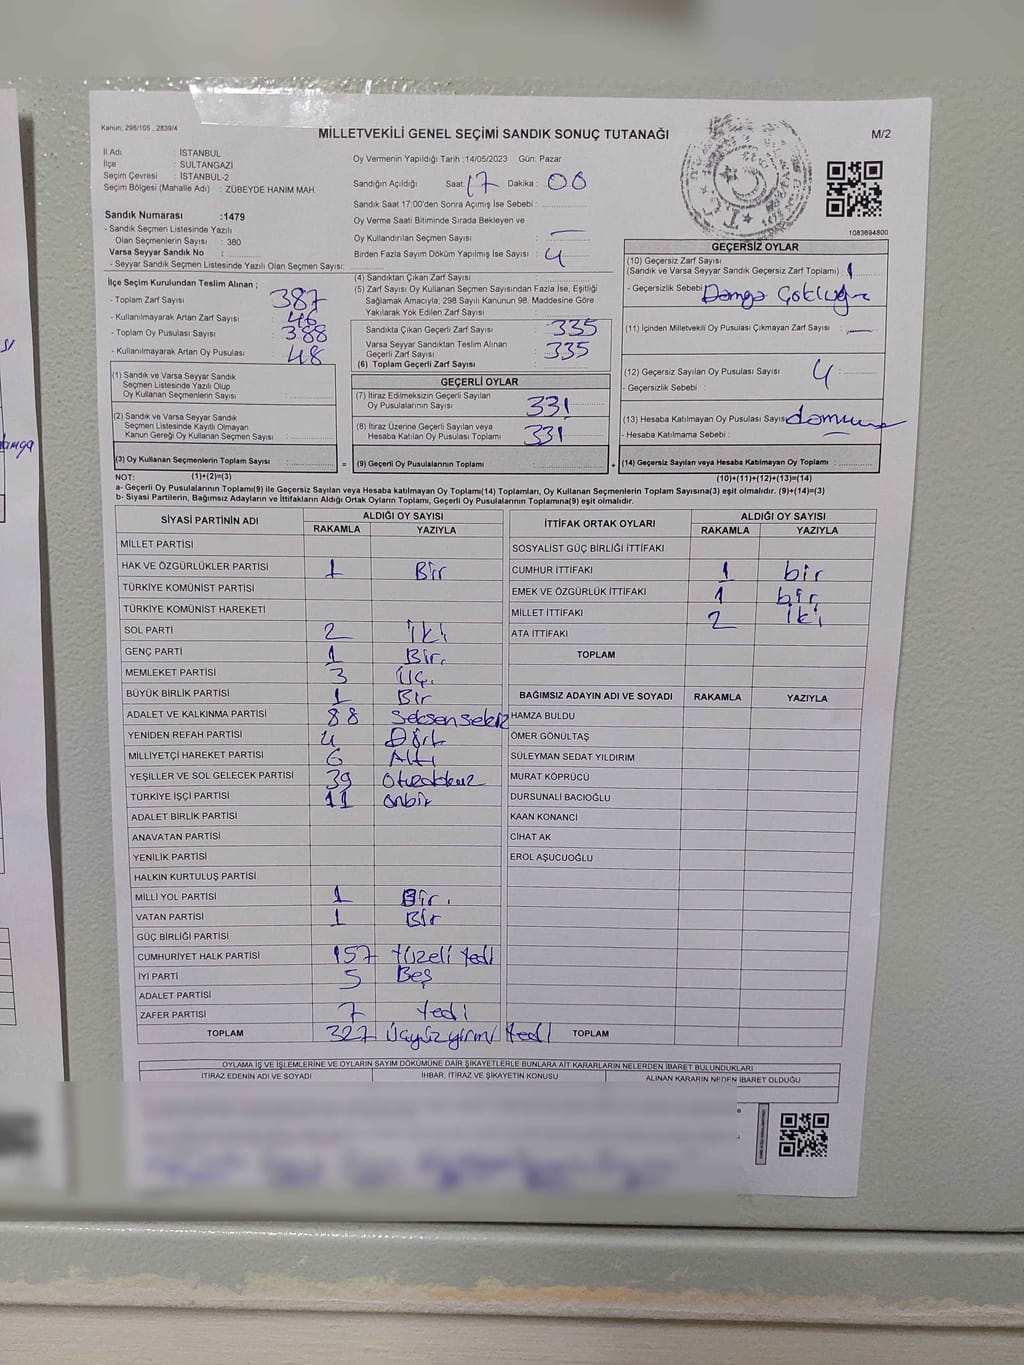 Kanun; 298/105 , 2839/4
MİLLETVEKİLİ GENEL SEÇİMİ SANDIK SONUÇ TUTANAĞI
M/2
İl Adı : İSTANBUL
İlçe : SULTANGAZİ
Seçim Çevresi : İSTANBUL-2
Seçim Bölgesi (Mahalle Adı) : ZÜBEYDE HANIM MAH.
Sandık Numarası :1479
- Sandık Seçmen Listesinde Yazılı
Olan Seçmenlerin Sayısı : 380
Varsa Seyyar Sandık No :
- Seyyar Sandık Seçmen Listesinde Yazılı Olan Seçmen Sayısı:
Oy Vermenin Yapıldığı Tarih :14/05/2023 Gün: Pazar
Sandığın Açıldığı Saat: 17 Dakika : 00
Sandık Saat 17:00'den Sonra Açımış İse Sebebi :
Oy Verme Saati Bitiminde Sırada Bekleyen ve
Oy Kullandırılan Seçmen Sayısı : —
Birden Fazla Sayım Döküm Yapılmış İse Sayısı : 4
1083694800
İlçe Seçim Kurulundan Teslim Alınan ;
- Toplam Zarf Sayısı 387
- Kullanılmayarak Artan Zarf Sayısı : 46
- Toplam Oy Pusulası Sayısı : 388
- Kullanılmayarak Artan Oy Pusulası : 48
(1) Sandık ve Varsa Seyyar Sandık
Seçmen Listesinde Yazılı Olup
Oy Kullanan Seçmenlerin Sayısı :
(2) Sandık ve Varsa Seyyar Sandık
Seçmen Listesinde Kayıtlı Olmayan
Kanun Gereği Oy Kullanan Seçmen Sayısı :
(3) Oy Kullanan Seçmenlerin Toplam Sayısı :
(4) Sandıktan Çıkan Zarf Sayısı :
(5) Zarf Sayısı Oy Kullanan Seçmen Sayısından Fazla İse, Eşitliği
Sağlamak Amacıyla; 298 Sayılı Kanunun 98. Maddesine Göre
Yakılarak Yok Edilen Zarf Sayısı :
Sandıkta Çıkan Geçerli Zarf Sayısı : 335
Varsa Seyyar Sandıktan Teslim Alınan
Geçerli Zarf Sayısı : 335
(6) Toplam Geçerli Zarf Sayısı :
GEÇERLİ OYLAR
(7) İtiraz Edilmeksizin Geçerli Sayılan
Oy Pusulalarının Sayısı : 331
(8) İtiraz Üzerine Geçerli Sayılan veya
Hesaba Katılan Oy Pusulası Toplamı : 331
= (9) Geçerli Oy Pusulalarının Toplamı :
GEÇERSİZ OYLAR
(10) Geçersiz Zarf Sayısı
(Sandık ve Varsa Seyyar Sandık Geçersiz Zarf Toplamı) : 1
- Geçersizlik Sebebi : Damga Çokluğu
(11) İçinden Milletvekili Oy Pusulası Çıkmayan Zarf Sayısı : —
(12) Geçersiz Sayılan Oy Pusulası Sayısı : 4
- Geçersizlik Sebebi :
(13) Hesaba Katılmayan Oy Pusulası Sayısı :
- Hesaba Katılmama Sebebi :
+ (14) Geçersiz Sayılan veya Hesaba Katılmayan Oy Toplamı :
NOT: (1)+(2)=(3) (10)+(11)+(12)+(13)=(14)
a- Geçerli Oy Pusulalarının Toplamı(9) ile Geçersiz Sayılan veya Hesaba katılmayan Oy Toplamı(14) Toplamları, Oy Kullanan Seçmenlerin Toplam Sayısına(3) eşit olmalıdır. (9)+(14)=(3)
b- Siyasi Partilerin, Bağımsız Adayların ve İttifakların Aldığı Ortak Oyların Toplamı, Geçerli Oy Pusulalarının Toplamına(9) eşit olmalıdır.
SİYASİ PARTİNİN ADI ALDIĞI OY SAYISI
RAKAMLA YAZIYLA
MİLLET PARTİSİ
HAK VE ÖZGÜRLÜKLER PARTİSİ 1 Bir
TÜRKİYE KOMÜNİST PARTİSİ
TÜRKİYE KOMÜNİST HAREKETİ
SOL PARTİ 2 İki
GENÇ PARTİ 1 Bir.
MEMLEKET PARTİSİ 3 Üç.
BÜYÜK BİRLİK PARTİSİ 1 Bir
ADALET VE KALKINMA PARTİSİ 88 Seksen sekiz
YENİDEN REFAH PARTİSİ 4 Dört
MİLLİYETÇİ HAREKET PARTİSİ 6 Altı
YEŞİLLER VE SOL GELECEK PARTİSİ 39 Otuzdokuz
TÜRKİYE İŞÇİ PARTİSİ 11 Onbir
ADALET BİRLİK PARTİSİ
ANAVATAN PARTİSİ
YENİLİK PARTİSİ
HALKIN KURTULUŞ PARTİSİ
MİLLİ YOL PARTİSİ 1 Bir.
VATAN PARTİSİ 1 Bir
GÜÇ BİRLİĞİ PARTİSİ
CUMHURİYET HALK PARTİSİ 157 Yüzelli Yedi
İYİ PARTİ 5 Beş
ADALET PARTİSİ
ZAFER PARTİSİ 7 Yedi
TOPLAM 327 Üçyüz yirmi Yedi
İTTİFAK ORTAK OYLARI ALDIĞI OY SAYISI
RAKAMLA YAZIYLA
SOSYALİST GÜÇ BİRLİĞİ İTTİFAKI
CUMHUR İTTİFAKI 1 bir
EMEK VE ÖZGÜRLÜK İTTİFAKI 1 bir
MİLLET İTTİFAKI 2 iki
ATA İTTİFAKI
TOPLAM
BAĞIMSIZ ADAYIN ADI VE SOYADI RAKAMLA YAZIYLA
HAMZA BULDU
ÖMER GÖNÜLTAŞ
SÜLEYMAN SEDAT YILDIRIM
MURAT KÖPRÜCÜ
DURSUNALİ BACIOĞLU
KAAN KONANCİ
CİHAT AK
EROL AŞUCUOĞLU
TOPLAM
OYLAMA İŞ VE İŞLEMLERİNE VE OYLARIN SAYIM DÖKÜMÜNE DAİR ŞİKAYETLERLE BUNLARA AİT KARARLARIN NELERDEN İBARET BULUNDUKLARI
İTİRAZ EDENİN ADI VE SOYADI İHBAR, İTİRAZ VE ŞİKAYETİN KONUSU ALINAN KARARIN NEDEN İBARET OLDUĞU